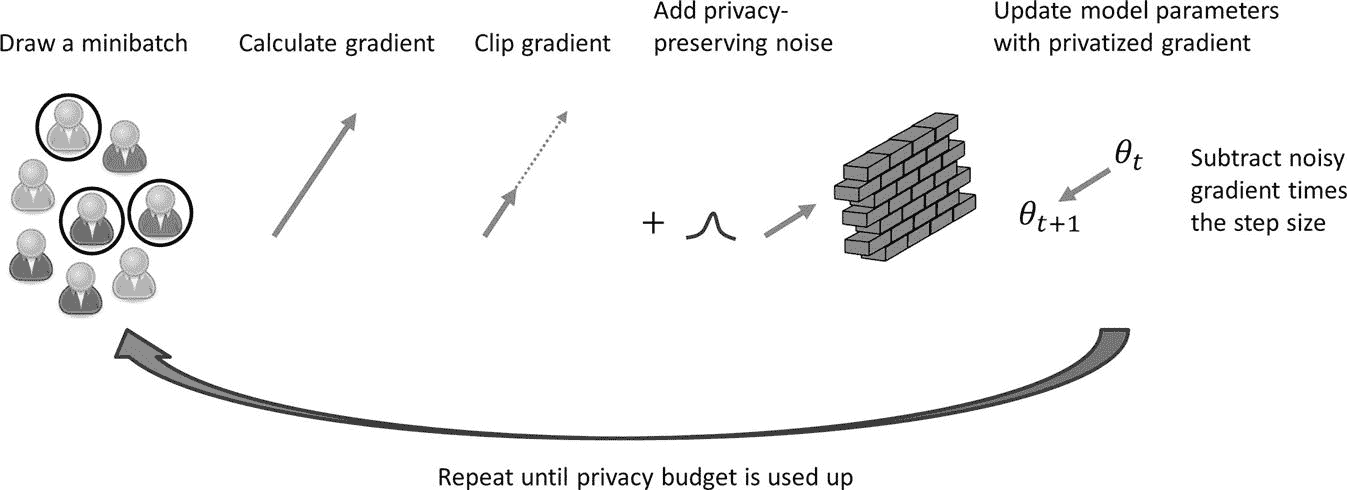 Draw a minibatch
Calculate gradient
Clip gradient
Add privacy-
preserving noise
Update model parameters
with privatized gradient
+
θt
θt+1
Subtract noisy
gradient times
the step size
Repeat until privacy budget is used up